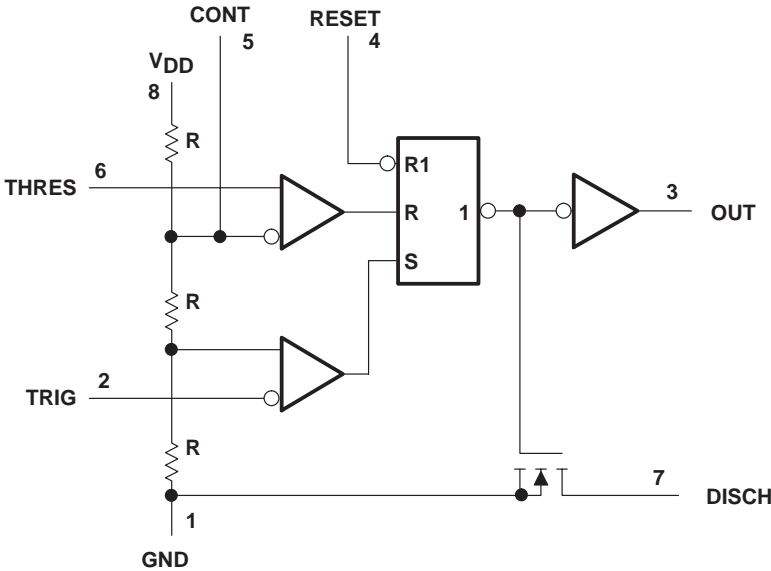 CONT
5
RESET
4
VDD
8
R
6
THRES
R1
R
1
S
3
OUT
R
2
TRIG
R
7
DISCH
1
GND